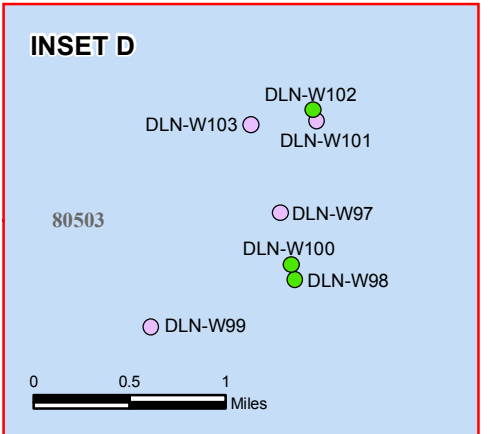 INSET D
DLN-W102
DLN-W103
DLN-W101
80503
DLN-W97
DLN-W100
DLN-W98
DLN-W99
0 0.5 1
Miles